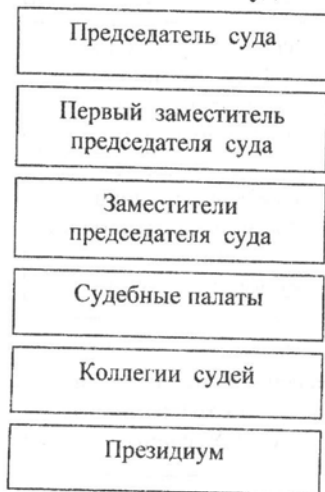 Председатель суда
Первый заместитель
председателя суда
Заместители
председателя суда
Судебные палаты
Коллегии судей
Президиум